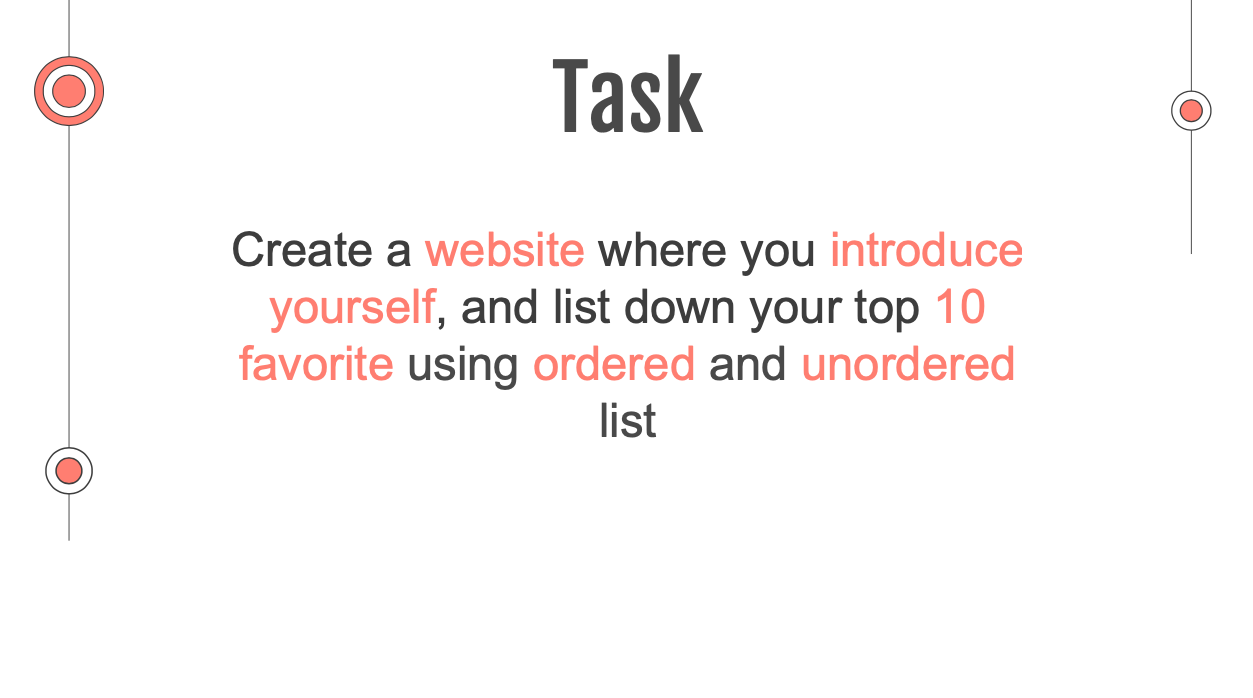 Task
Create a website where you introduce
yourself, and list down your top 10
favorite using ordered and unordered
list